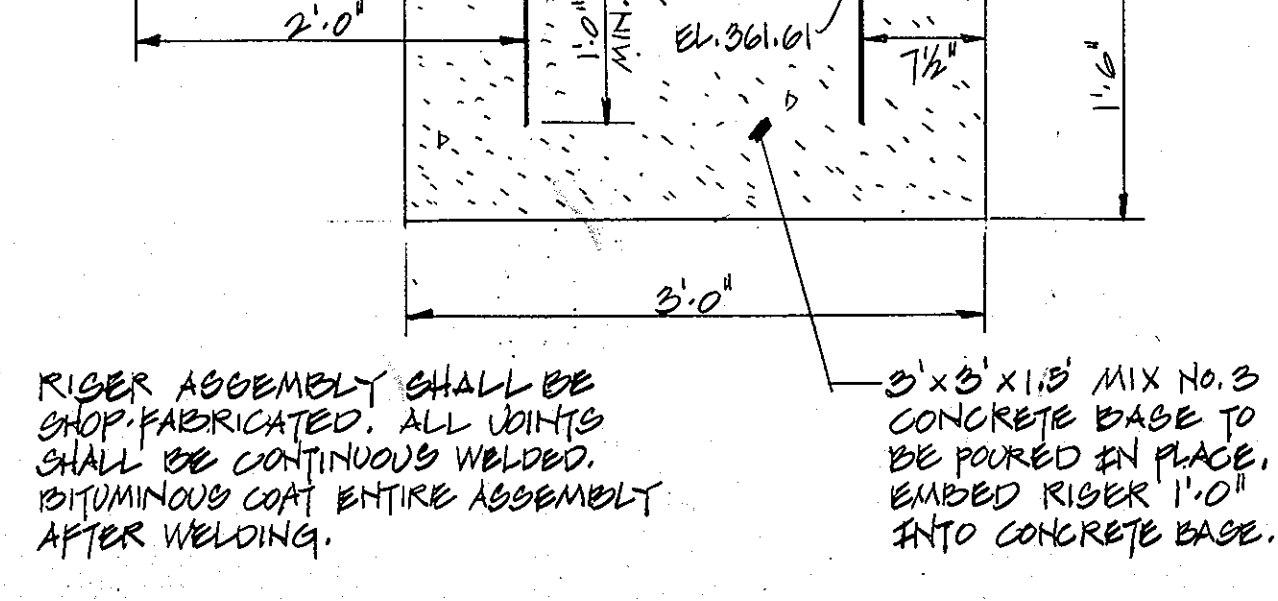 2'-0"
1'-0"
MIN.
EL. 361.61
7½"
1'-6"
3'-0"
RISER ASSEMBLY SHALL BE
SHOP-FABRICATED. ALL JOINTS
SHALL BE CONTINUOUS WELDED.
BITUMINOUS COAT ENTIRE ASSEMBLY
AFTER WELDING.
3'x3'x1.5' MIX No. 3
CONCRETE BASE TO
BE POURED IN PLACE.
EMBED RISER 1'-0"
INTO CONCRETE BASE.